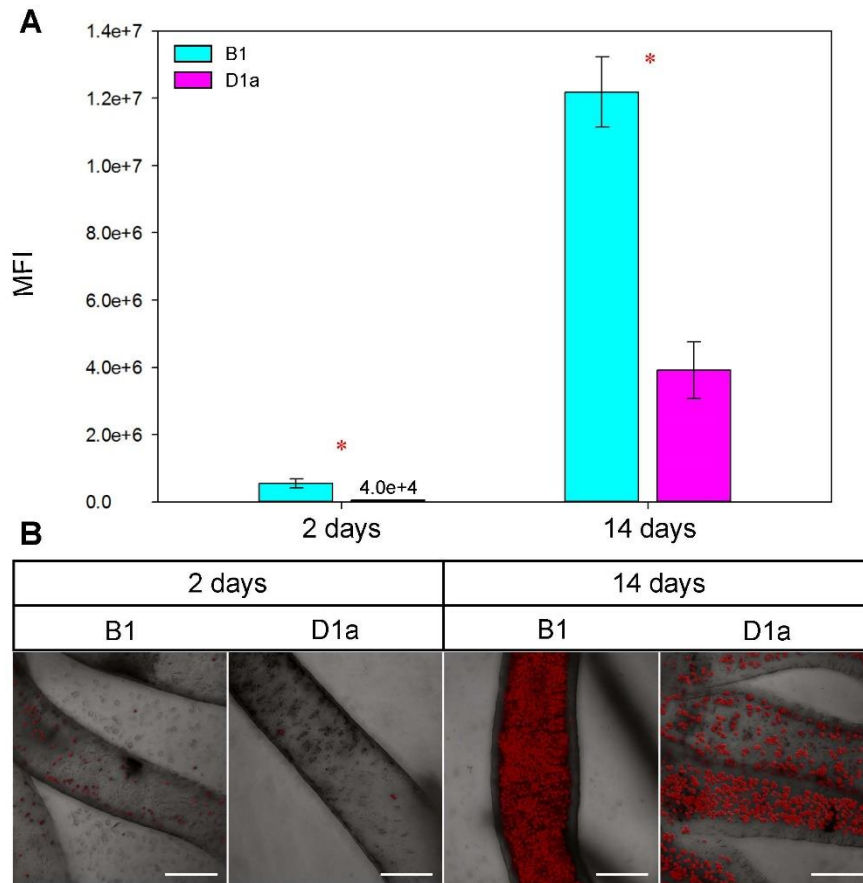 A
1.4e+7
1.2e+7
1.0e+7
8.0e+6
6.0e+6
4.0e+6
2.0e+6
0.0
MFI
B1
D1a
*
*
4.0e+4
2 days 14 days
B
2 days 14 days
B1 D1a B1 D1a